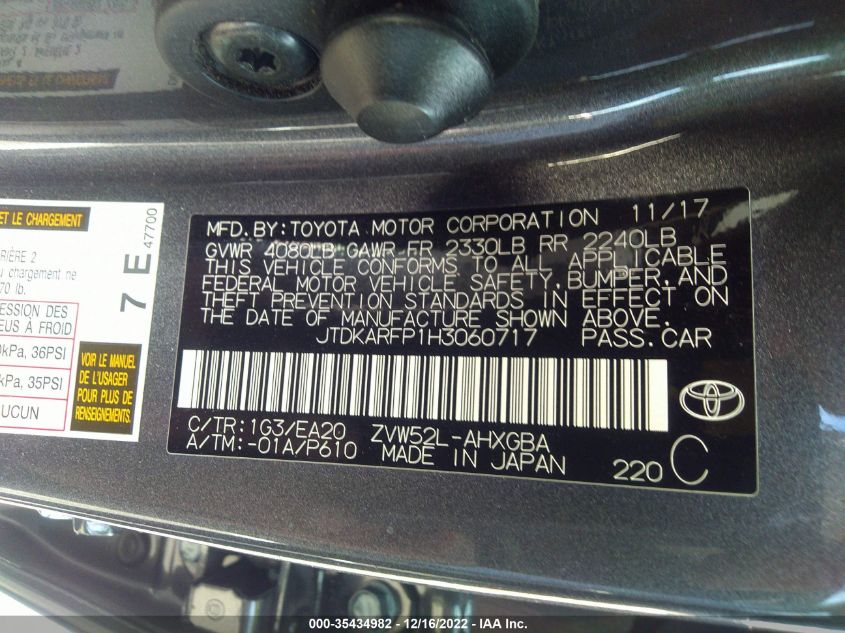 ET LE CHARGEMENT
RIÈRE 2
u chargement ne
70 lb.
RESSION DES
EUS À FROID
kPa, 36PSI
kPa, 35PSI
UCUN
VOIR LE MANUEL
DE L'USAGER
POUR PLUS DE
RENSEIGNEMENTS.
7 E 47700
MFD. BY: TOYOTA MOTOR CORPORATION 11/17
GVWR 4080LB GAWR FR 2330LB RR 2240LB
THIS VEHICLE CONFORMS TO ALL APPLICABLE
FEDERAL MOTOR VEHICLE SAFETY, BUMPER, AND
THEFT PREVENTION STANDARDS IN EFFECT ON
THE DATE OF MANUFACTURE SHOWN ABOVE.
JTDKARFP1H3060717 PASS. CAR
C/TR: 1G3/EA20 ZVW52L-AHXGBA
A/TM: -01A/P610 MADE IN JAPAN 220 C
000-35434982 - 12/16/2022 - IAA Inc.